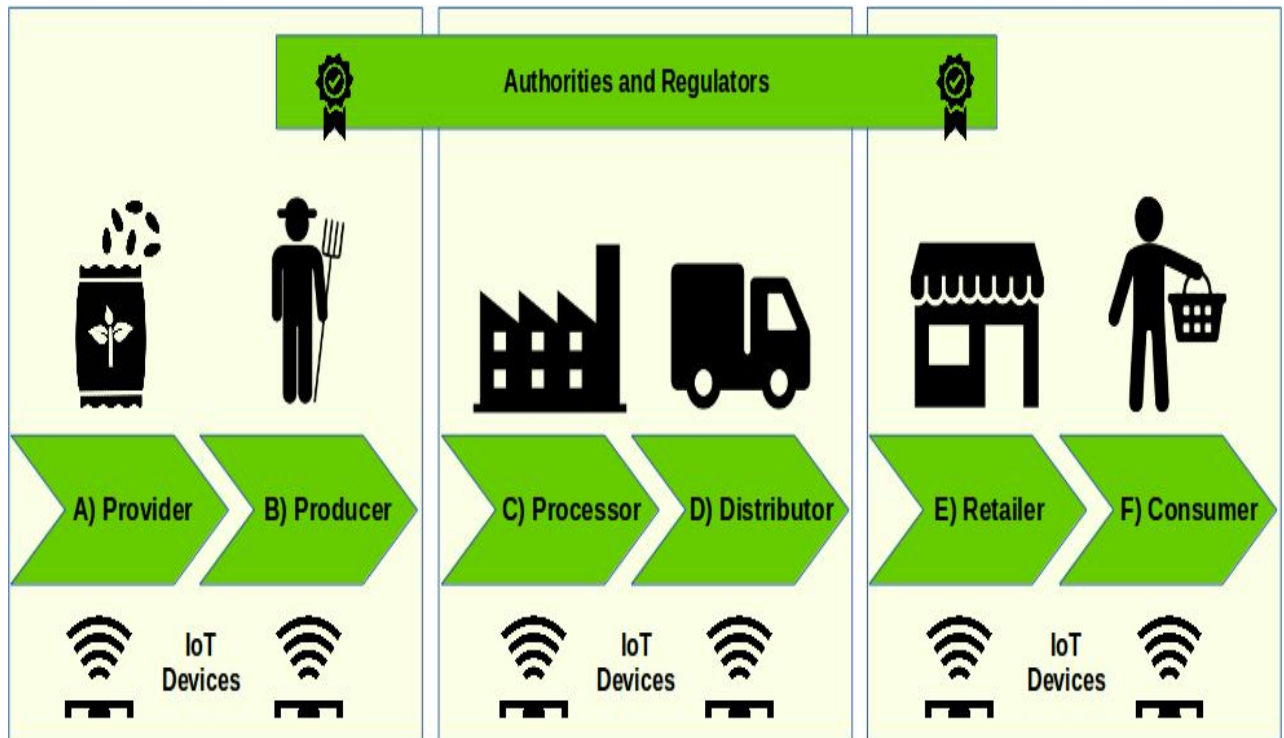 Authorities and Regulators
A) Provider
B) Producer
C) Processor
D) Distributor
E) Retailer
F) Consumer
IoT
Devices
IoT
Devices
IoT
Devices